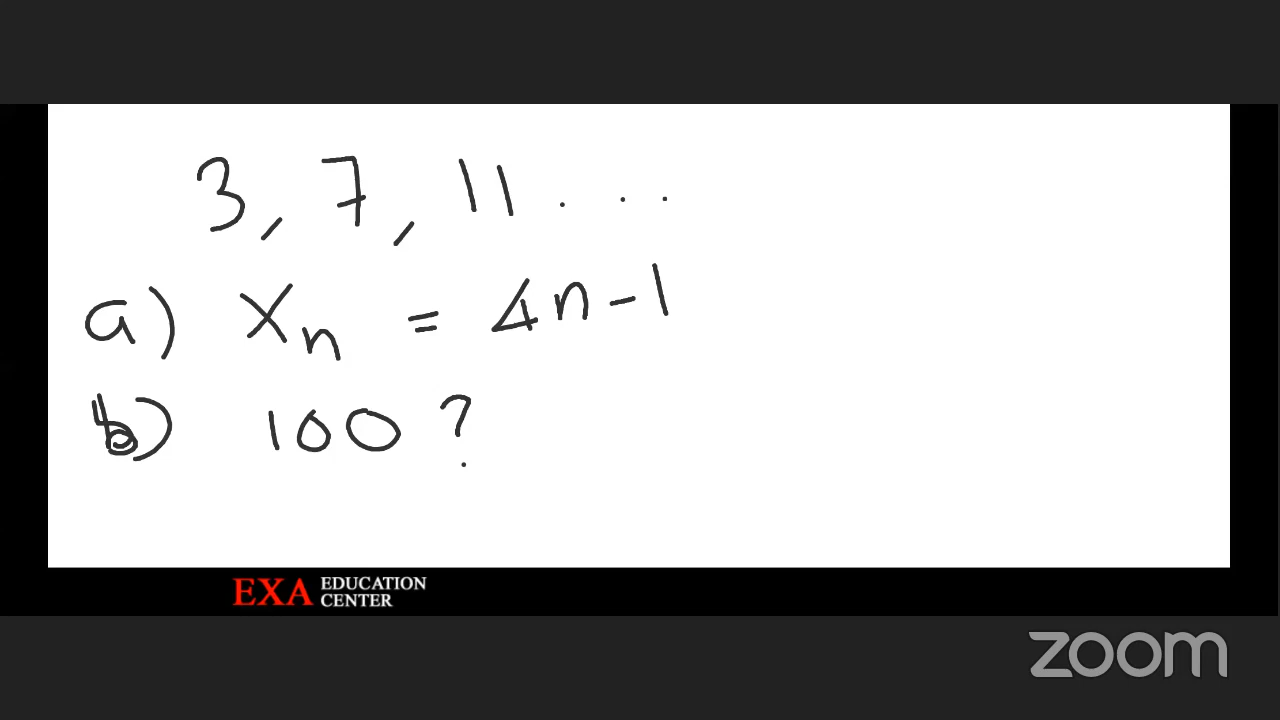 3, 7, 11 . . .
a) Xn = 4n-1
b) 100 ?
EXA EDUCATION CENTER
zoom